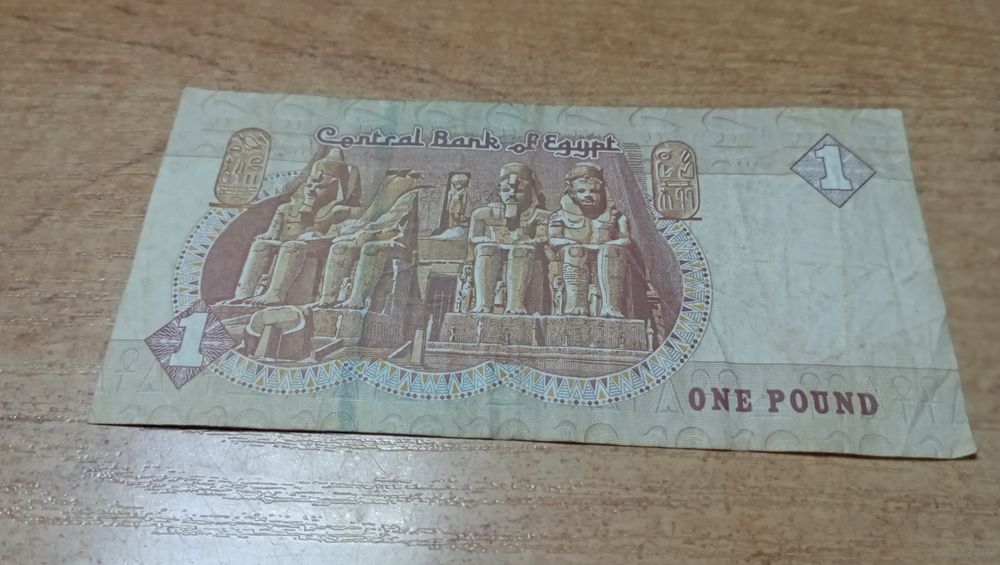 Central Bank of Egypt
1
1
ONE POUND